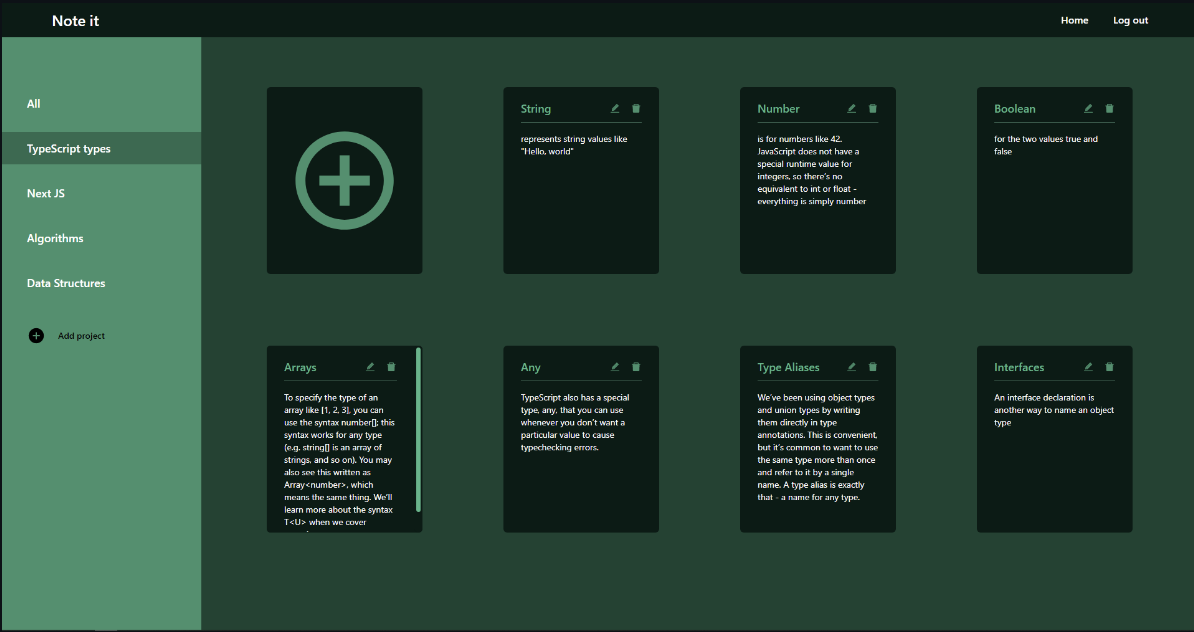 Note it
Home
Log out
All
TypeScript types
Next JS
Algorithms
Data Structures
Add project
String
represents string values like
"Hello, world"
Number
is for numbers like 42.
JavaScript does not have a
special runtime value for
integers, so there's no
equivalent to int or float -
everything is simply number
Boolean
for the two values true and
false
Arrays
To specify the type of an
array like [1, 2, 3], you can
use the syntax number[]; this
syntax works for any type
(e.g. string[] is an array of
strings, and so on). You may
also see this written as
Array<number>, which
means the same thing. We'll
learn more about the syntax
T<U> when we cover
Any
TypeScript also has a special
type, any, that you can use
whenever you don't want a
particular value to cause
typechecking errors.
Type Aliases
We've been using object types
and union types by writing
them directly in type
annotations. This is convenient,
but it's common to want to use
the same type more than once
and refer to it by a single
name. A type alias is exactly
that - a name for any type.
Interfaces
An interface declaration is
another way to name an object
type